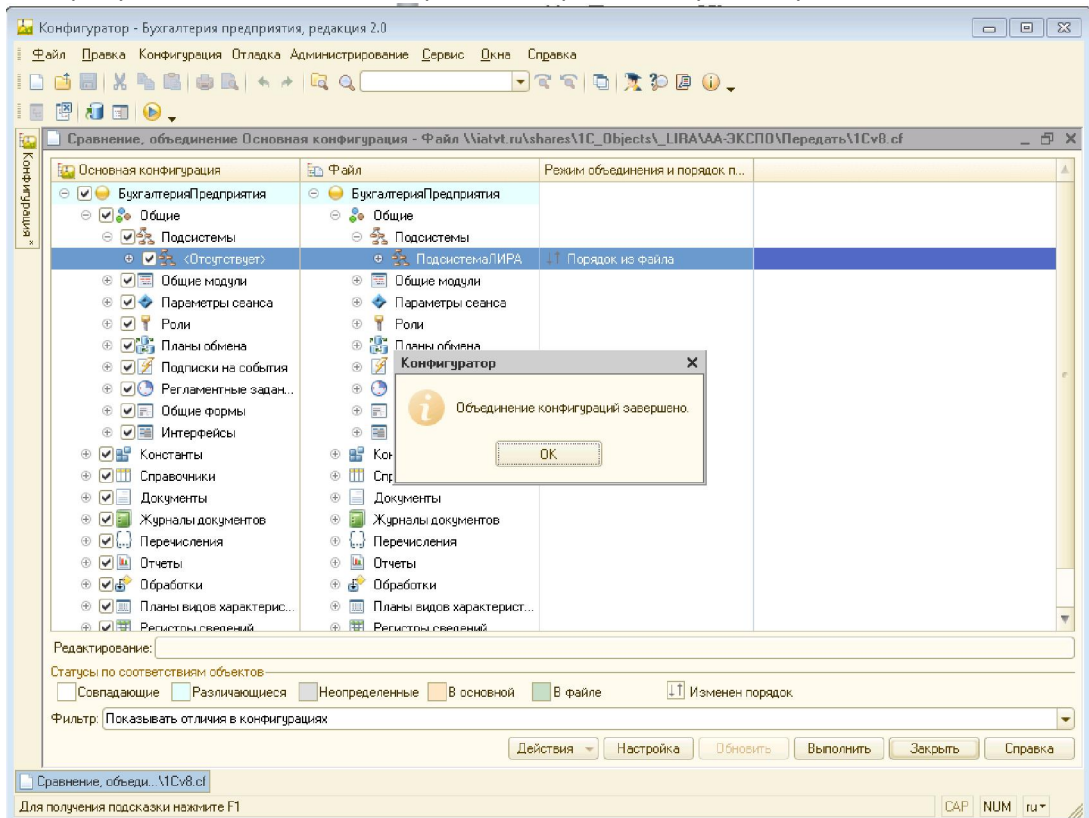 Конфигуратор - Бухгалтерия предприятия, редакция 2.0
Файл Правка Конфигурация Отладка Администрирование Сервис Окна Справка
Сравнение, объединение Основная конфигурация - Файл \\iatvt.ru\shares\1C_Objects\_LIRA\АА-ЭКСПО\Передать\1Cv8.cf
Конфигурация
Основная конфигурация Файл Режим объединения и порядок п...
БухгалтерияПредприятия БухгалтерияПредприятия
Общие Общие
Подсистемы Подсистемы
<Отсутствует> ПодсистемаЛИРА Порядок из файла
Общие модули Общие модули
Параметры сеанса Параметры сеанса
Роли Роли
Планы обмена Планы обмена
Подписки на события
Регламентные задан...
Общие формы
Интерфейсы
Константы Кон
Справочники Спр
Документы Документы
Журналы документов Журналы документов
Перечисления Перечисления
Отчеты Отчеты
Обработки Обработки
Планы видов характерис... Планы видов характерист...
Регистры сведений Регистры сведений
Конфигуратор
Объединение конфигураций завершено.
OK
Редактирование:
Статусы по соответствиям объектов
Совпадающие Различающиеся Неопределенные В основной В файле Изменен порядок
Фильтр: Показывать отличия в конфигурациях
Действия Настройка Обновить Выполнить Закрыть Справка
Сравнение, объеди...\1Cv8.cf
Для получения подсказки нажмите F1 CAP NUM ru